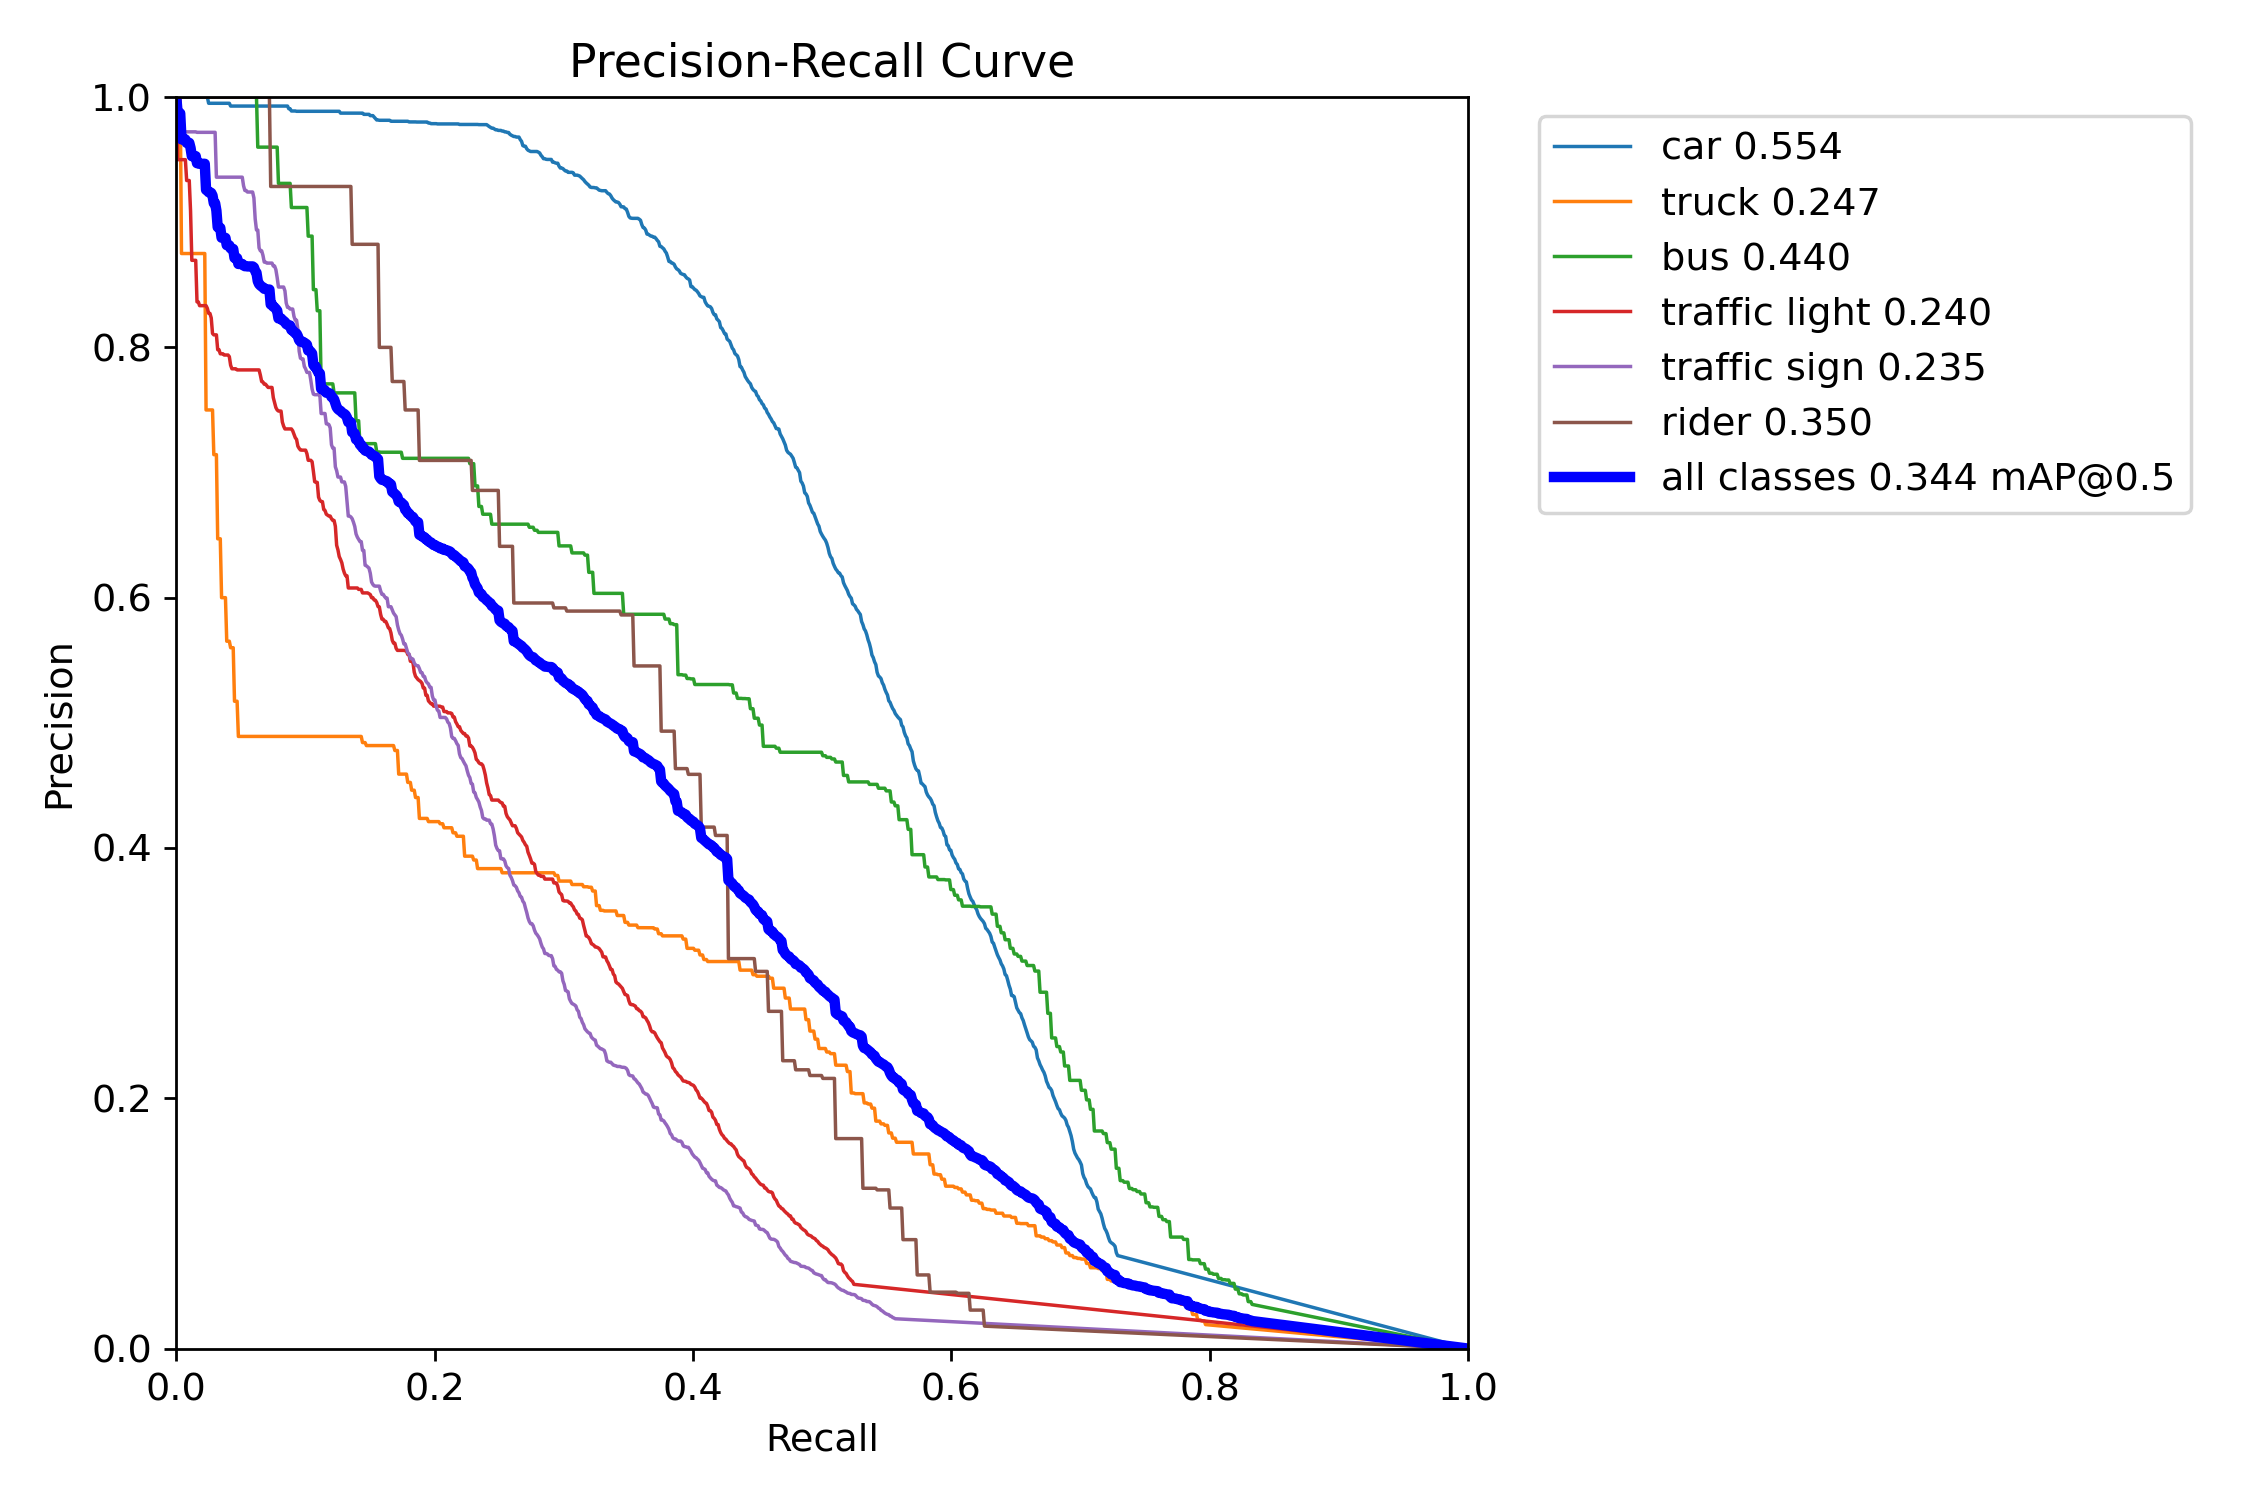 Precision-Recall Curve
1.0
0.8
0.6
0.4
0.2
0.0
Precision
0.0 0.2 0.4 0.6 0.8 1.0
Recall
car 0.554
truck 0.247
bus 0.440
traffic light 0.240
traffic sign 0.235
rider 0.350
all classes 0.344 mAP@0.5